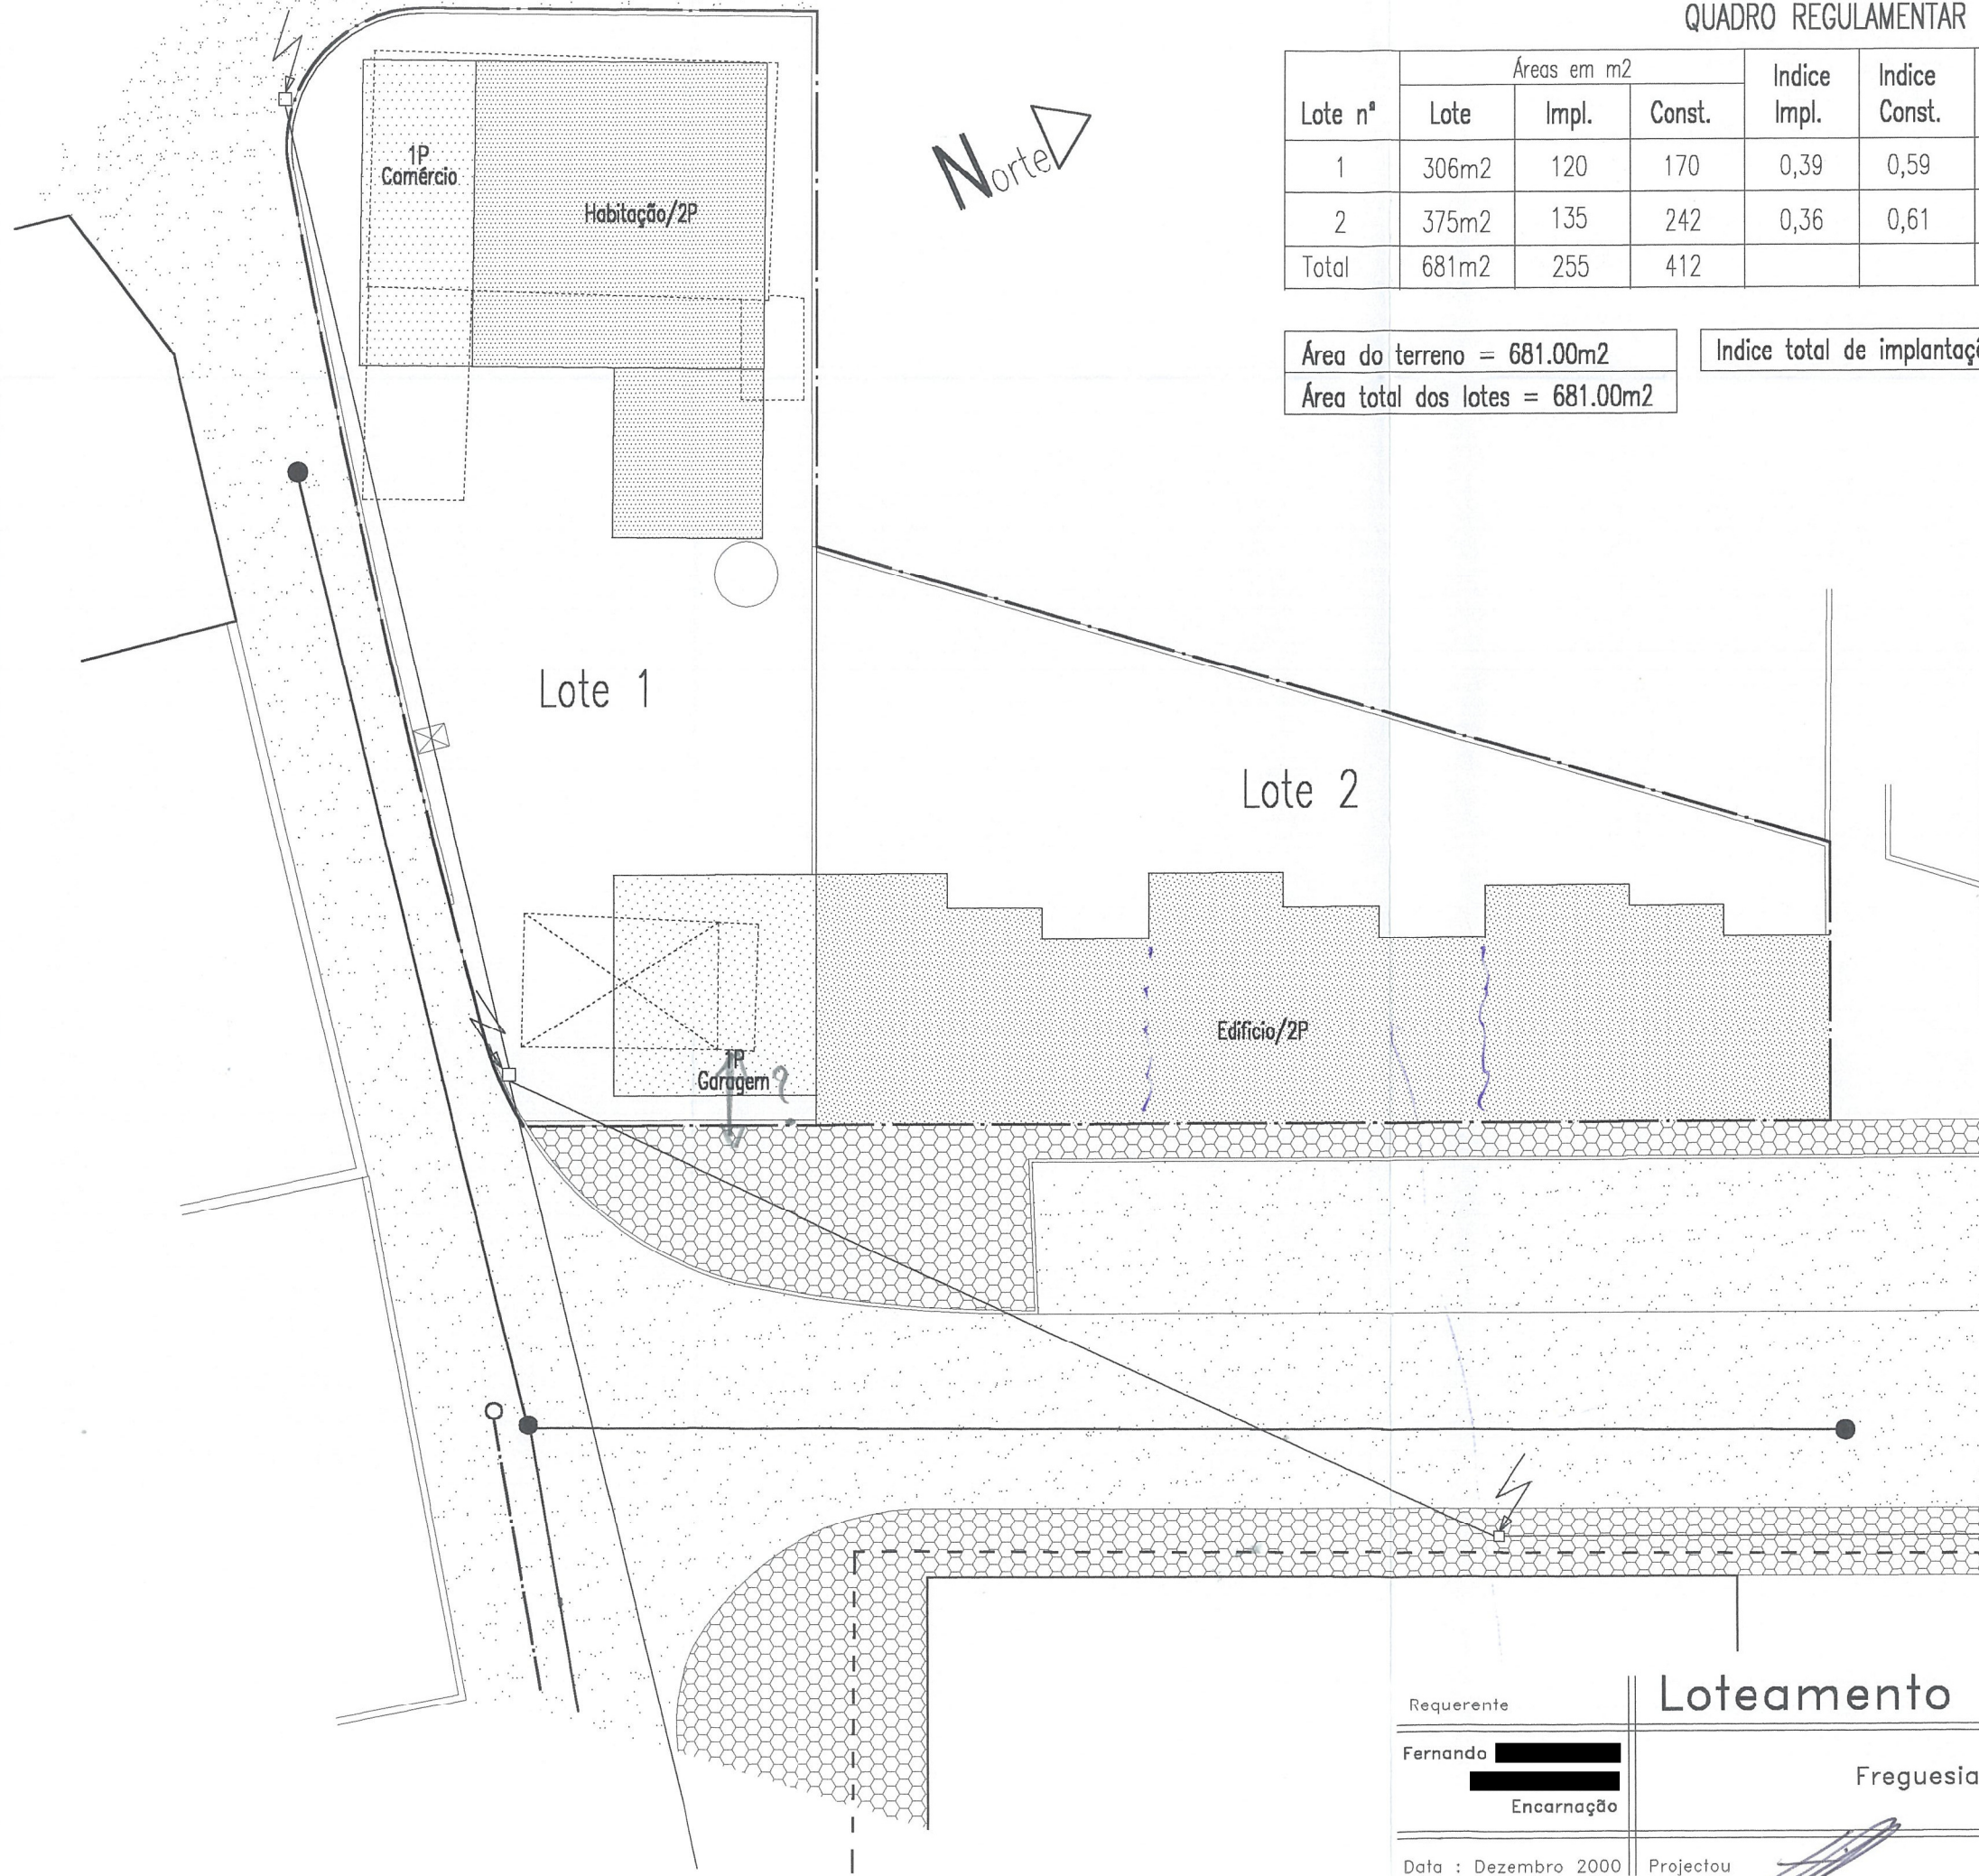 QUADRO REGULAMENTAR
Lote nº Áreas em m2 Indice Impl. Indice Const.
Lote Impl. Const.
1 306m2 120 170 0,39 0,59
2 375m2 135 242 0,36 0,61
Total 681m2 255 412
Área do terreno = 681.00m2
Indice total de implantaçã
Área total dos lotes = 681.00m2
1P
Comércio
Habitação/2P
Norte
Lote 1
Lote 2
Edificio/2P
1P
Garagem ?
Requerente
Loteamento
Fernando
Freguesia
Encarnação
Data : Dezembro 2000
Projectou